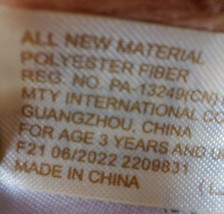 ALL NEW MATERIAL
POLYESTER FIBER
REG. NO. PA-13249(CN)
MTY INTERNATIONAL CO
GUANGZHOU, CHINA
FOR AGE 3 YEARS AND
F21 06/2022 2209831
MADE IN CHINA